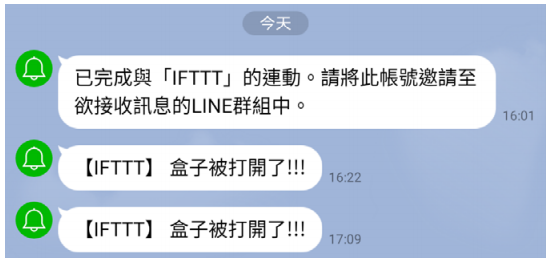 今天
已完成與「IFTTT」的連動。請將此帳號邀請至
欲接收訊息的LINE群組中。
16:01
【IFTTT】 盒子被打開了!!!
16:22
【IFTTT】 盒子被打開了!!!
17:09